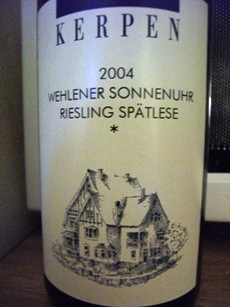 KERPEN
2004
WEHLENER SONNENUHR
RIESLING SPÄTLESE
*